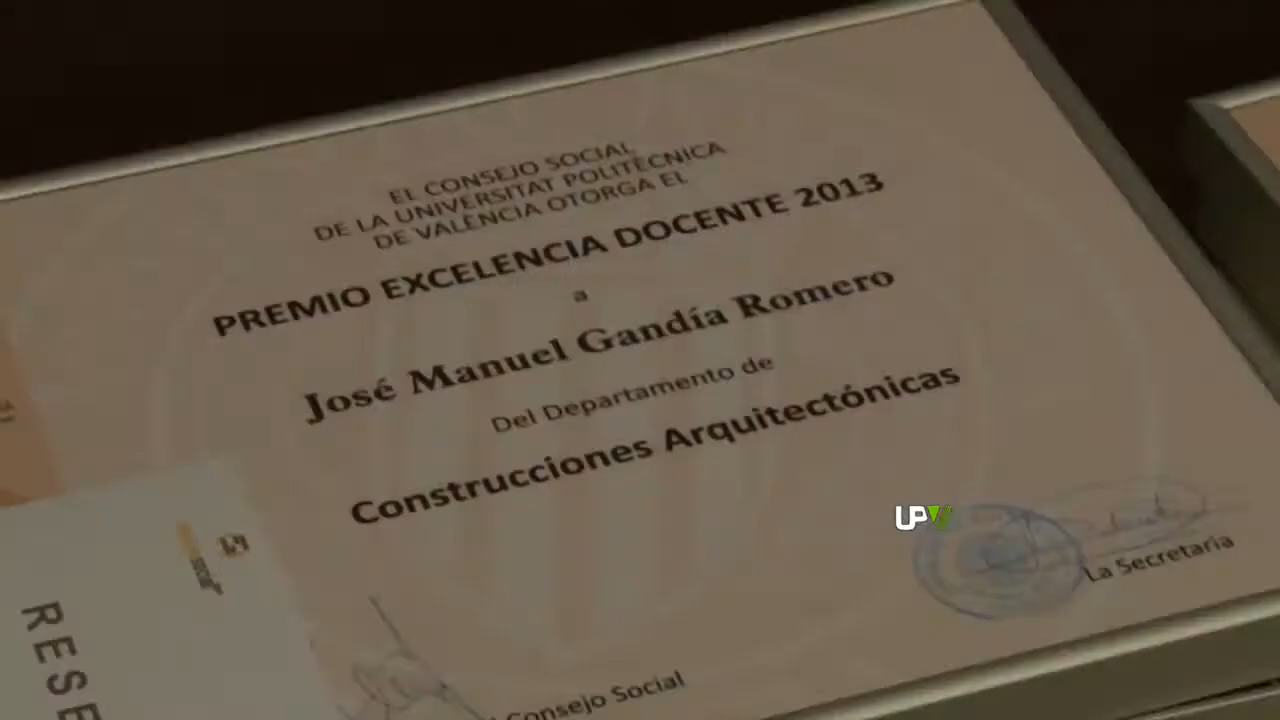 EL CONSEJO SOCIAL
DE LA UNIVERSITAT POLITÈCNICA
DE VALÈNCIA OTORGA EL
PREMIO EXCELENCIA DOCENTE 2013
a
José Manuel Gandía Romero
Del Departamento de
Construcciones Arquitectónicas
UPV
La Secretaria
Consejo Social
RESE